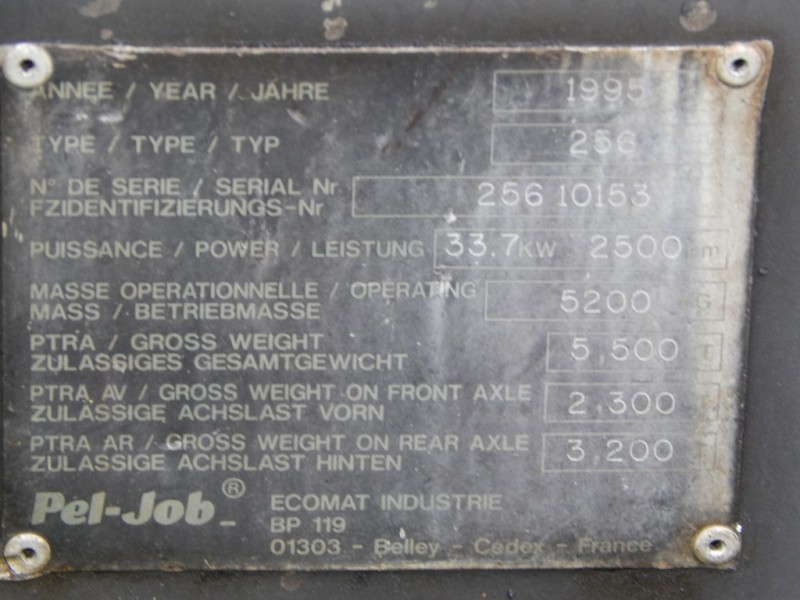 ANNEE / YEAR / JAHRE 1995
TYPE / TYPE / TYP 256
N° DE SERIE / SERIAL Nr 256 10153
FZIDENTIFIZIERUNGS-Nr
PUISSANCE / POWER / LEISTUNG 33.7 KW 2500
MASSE OPERATIONNELLE / OPERATING 5200
MASS / BETRIEBMASSE
PTRA / GROSS WEIGHT 5,500
ZULASSIGES GESAMTGEWICHT
PTRA AV / GROSS WEIGHT ON FRONT AXLE 2,300
ZULASSIGE ACHSLAST VORN
PTRA AR / GROSS WEIGHT ON REAR AXLE 3,200
ZULASSIGE ACHSLAST HINTEN
Pel-Job® ECOMAT INDUSTRIE
BP 119
01303 - Belley - Cedex - France